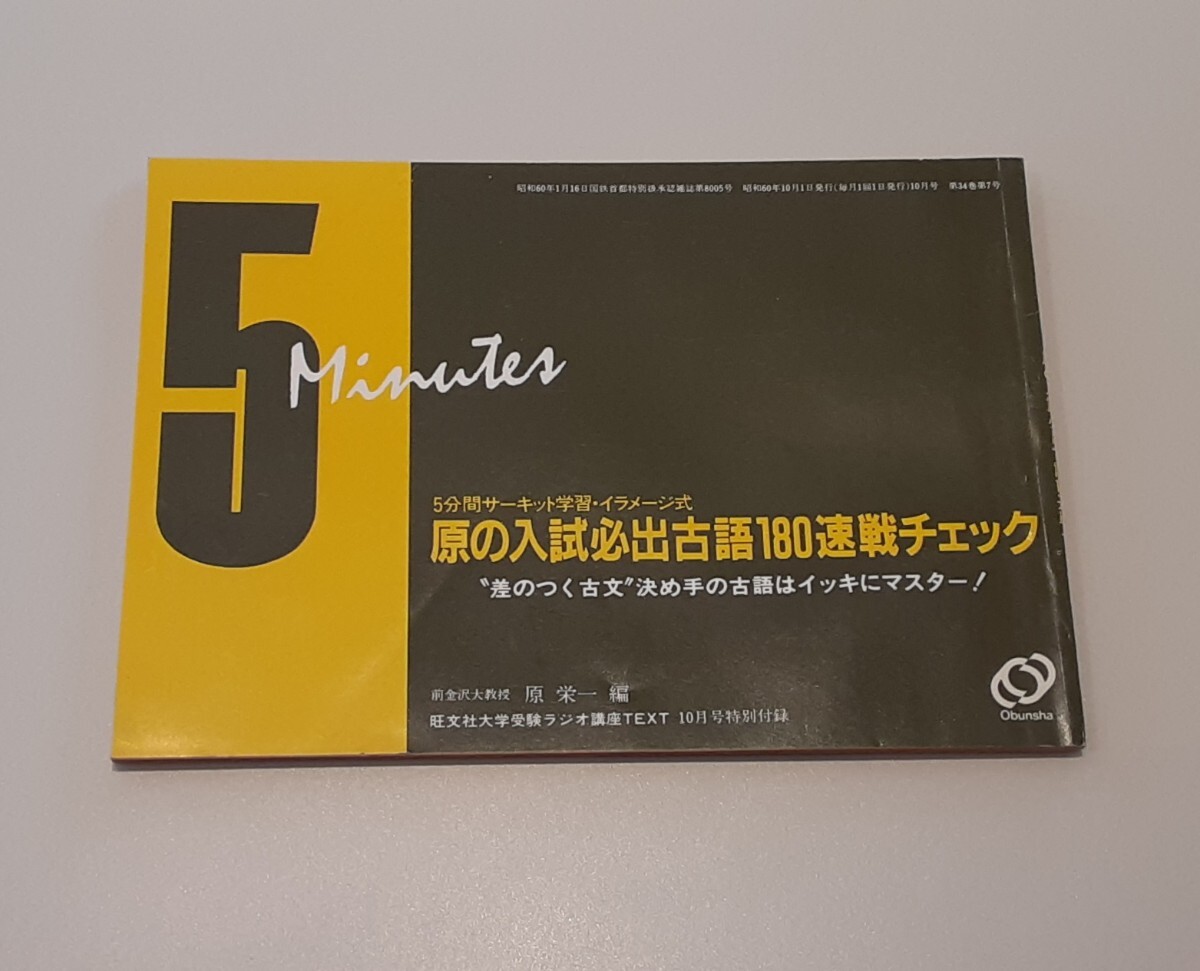 昭和60年1月16日国鉄首都特別扱承認雑誌第8005号 昭和60年10月1日発行(毎月1回1日発行)10月号 第34巻第7号
5
Minutes
5分間サーキット学習・イラメージ式
原の入試必出古語180速戦チェック
〝差のつく古文〞決め手の古語はイッキにマスター!
前金沢大教授 原 栄一 編
旺文社大学受験ラジオ講座TEXT 10月号特別付録
Obunsha